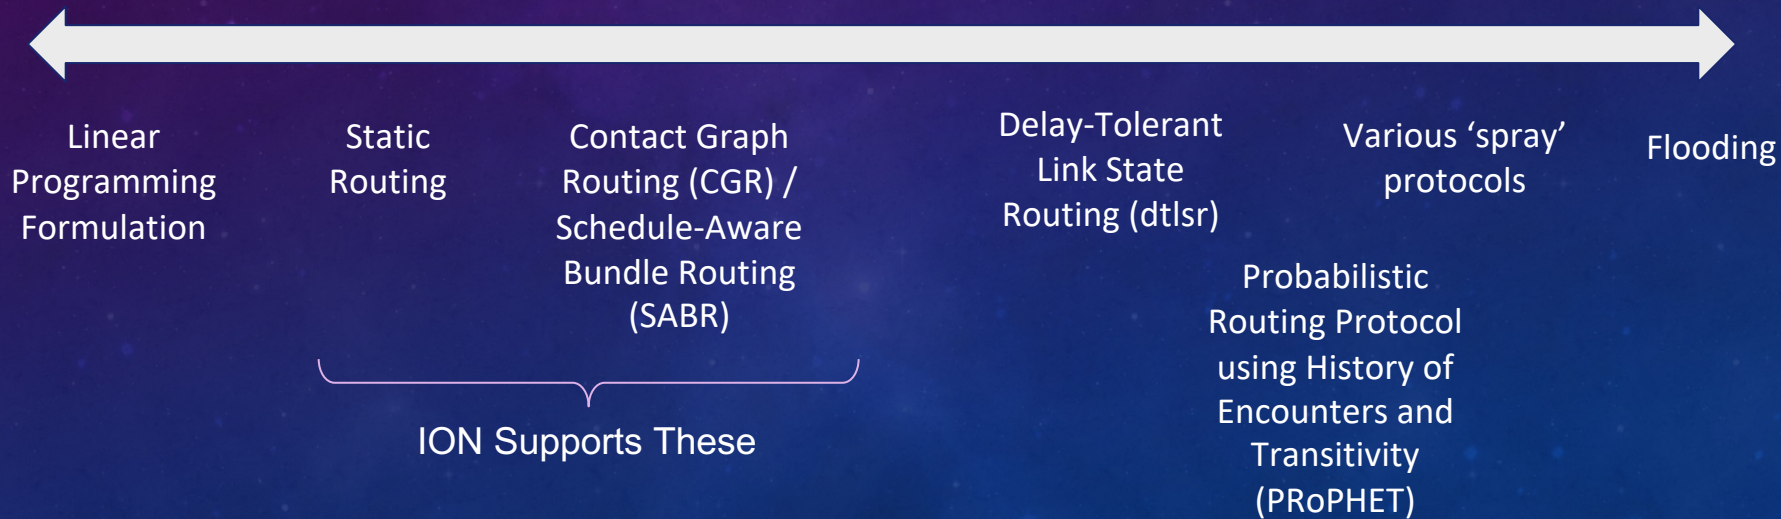 Linear
Programming
Formulation
Static
Routing
Contact Graph
Routing (CGR) /
Schedule-Aware
Bundle Routing
(SABR)
Delay-Tolerant
Link State
Routing (dtlsr)
Various ‘spray’
protocols
Flooding
Probabilistic
Routing Protocol
using History of
Encounters and
Transitivity
(PRoPHET)
ION Supports These